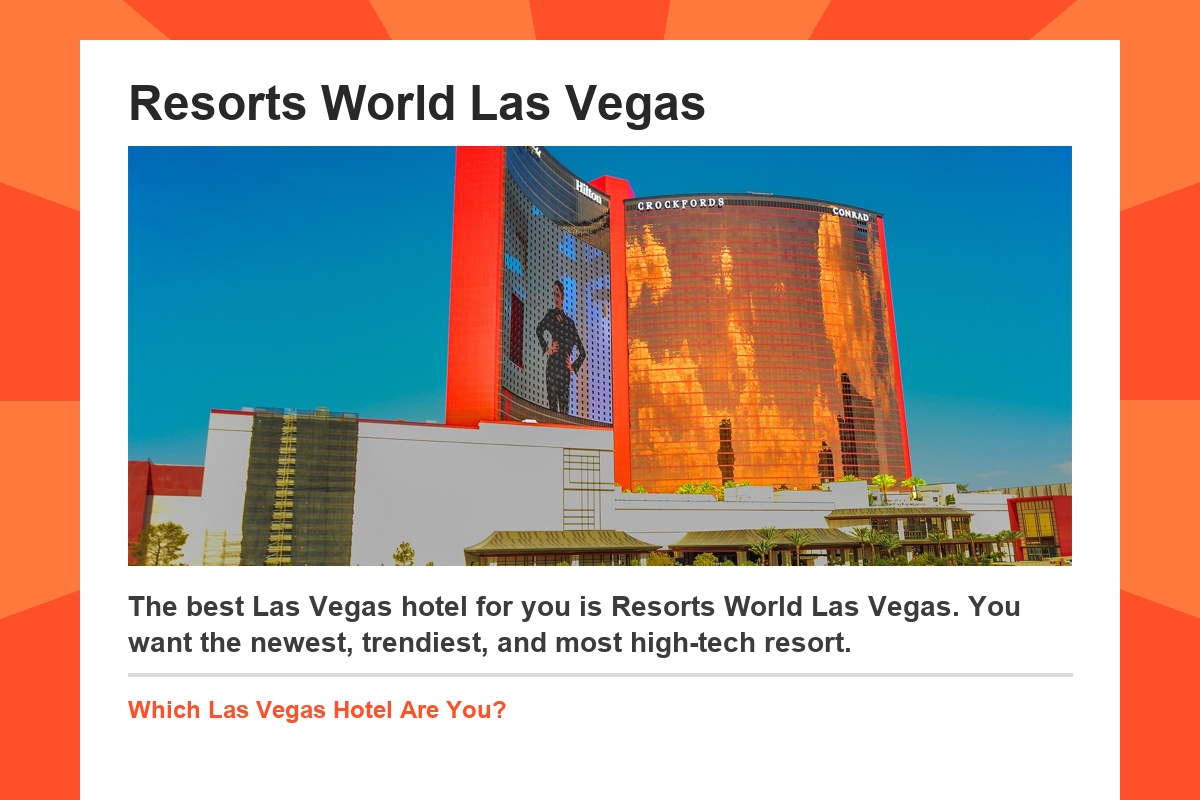 Resorts World Las Vegas
Hilton
CROCKFORDS
CONRAD
The best Las Vegas hotel for you is Resorts World Las Vegas. You
want the newest, trendiest, and most high-tech resort.
Which Las Vegas Hotel Are You?